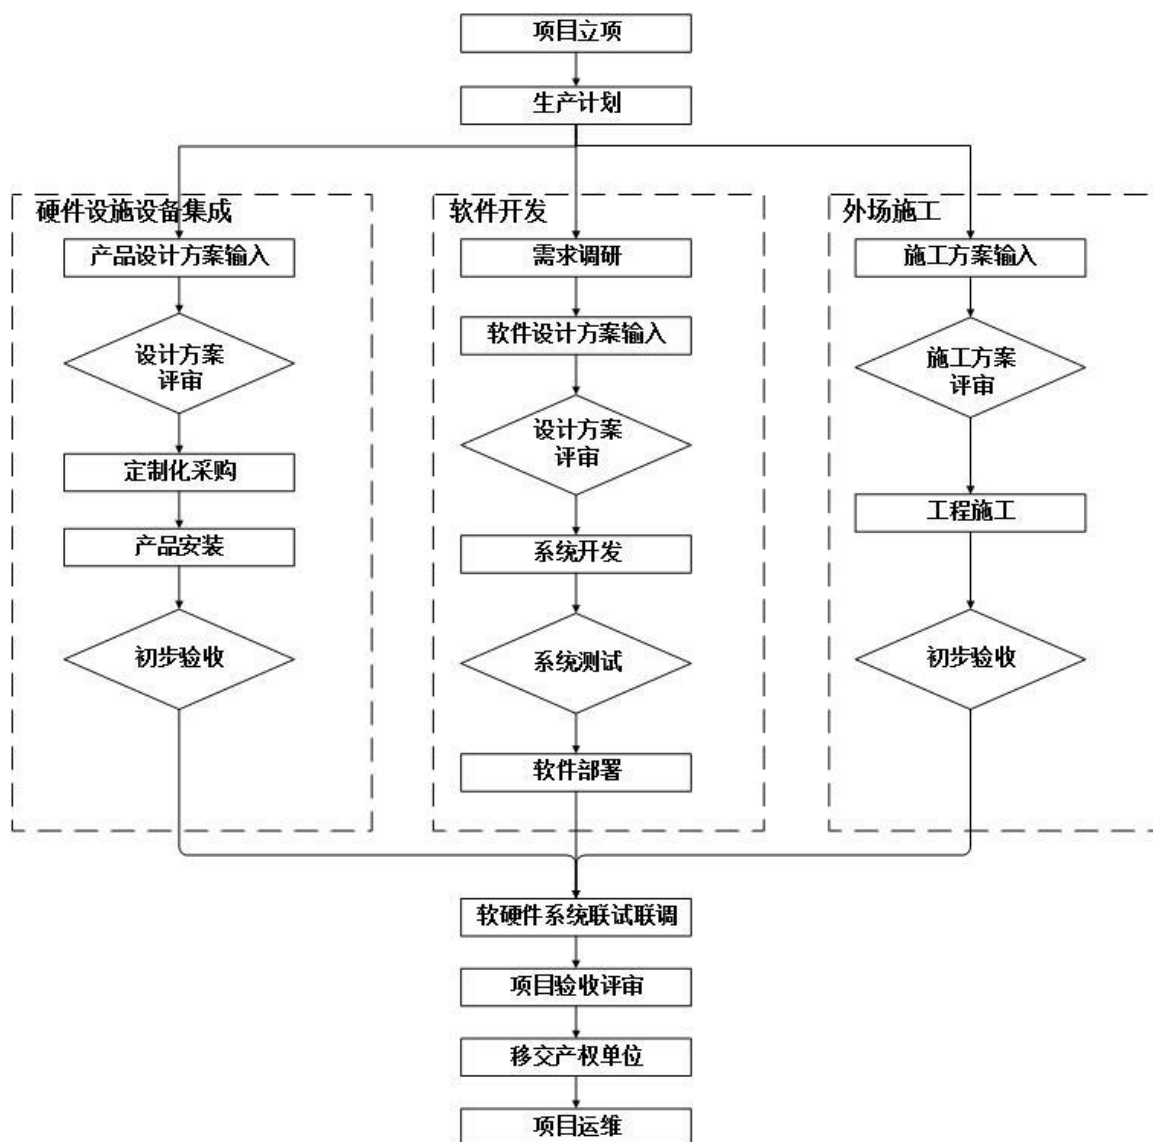 项目立项
生产计划
硬件设施设备集成
产品设计方案输入
设计方案
评审
定制化采购
产品安装
初步验收
软件开发
需求调研
软件设计方案输入
设计方案
评审
系统开发
系统测试
软件部署
外场施工
施工方案输入
施工方案
评审
工程施工
初步验收
软硬件系统联试联调
项目验收评审
移交产权单位
项目运维